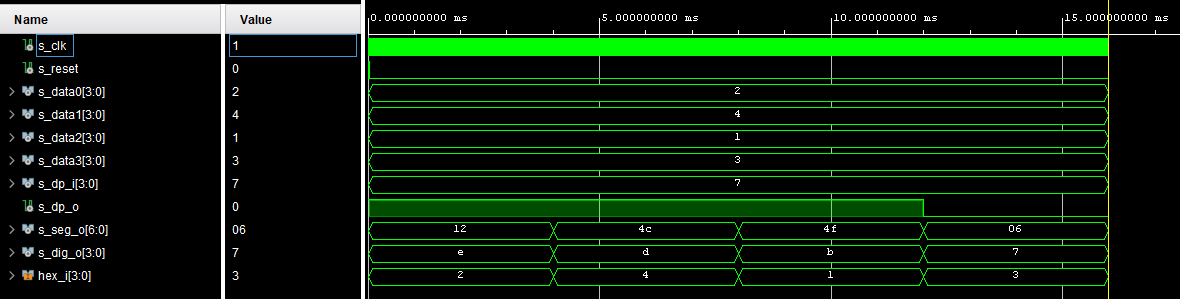 Name Value 0.000000000 ms 5.000000000 ms 10.000000000 ms 15.000000000 ms
s_clk 1
s_reset 0
s_data0[3:0] 2 2
s_data1[3:0] 4 4
s_data2[3:0] 1 1
s_data3[3:0] 3 3
s_dp_i[3:0] 7 7
s_dp_o 0
s_seg_o[6:0] 06 12 4c 4f 06
s_dig_o[3:0] 7 e d b 7
hex_i[3:0] 3 2 4 1 3